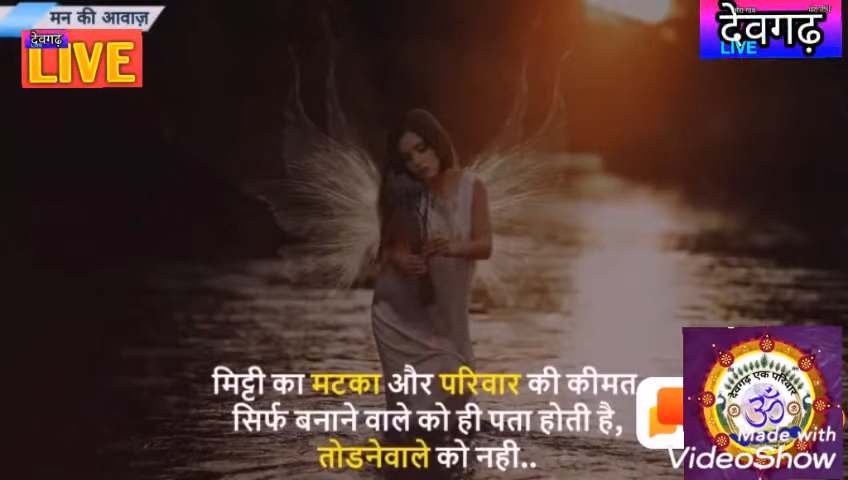 मन की आवाज़
देवगढ़
LIVE
देवगढ़
LIVE
मिट्टी का मटका और परिवार की कीमत
सिर्फ बनाने वाले को ही पता होती है,
तोडनेवाले को नही..
देवगढ़ एक परिवार
ॐ
Made with
VideoShow